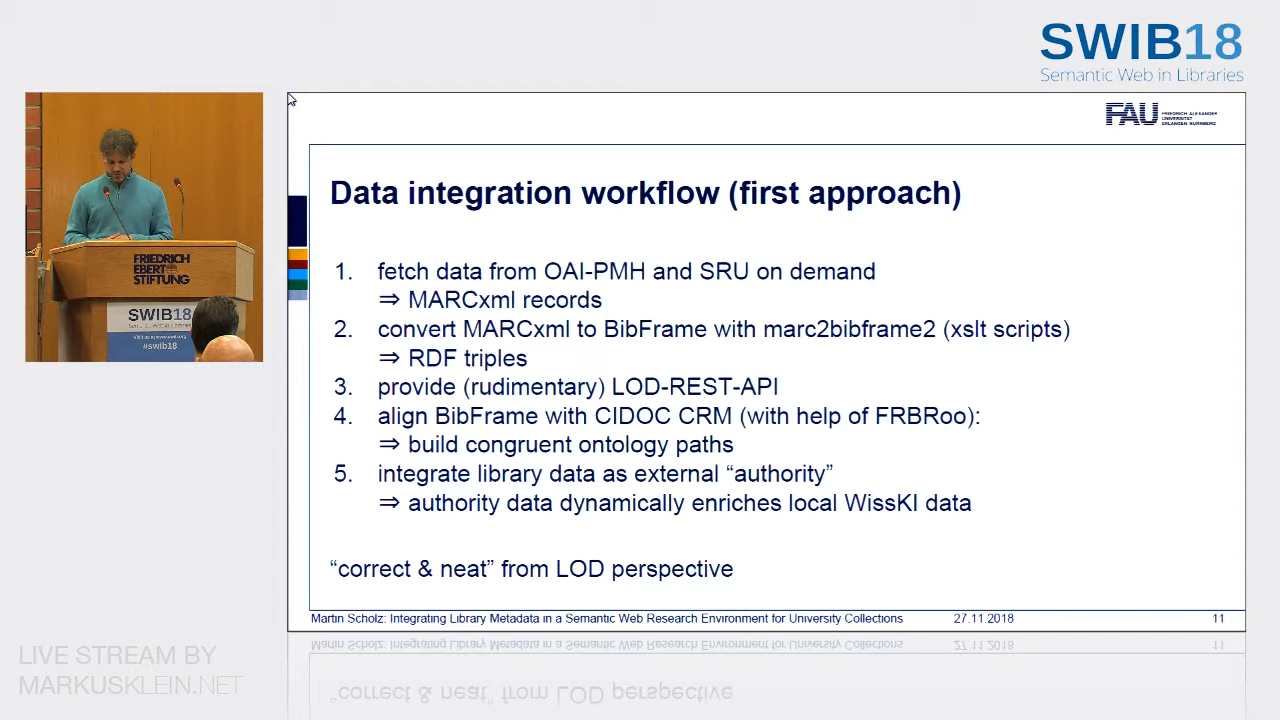 SWIB18
Semantic Web in Libraries
FAU FRIEDRICH-ALEXANDER
UNIVERSITÄT
ERLANGEN-NÜRNBERG
Data integration workflow (first approach)
1. fetch data from OAI-PMH and SRU on demand
⇒ MARCxml records
2. convert MARCxml to BibFrame with marc2bibframe2 (xslt scripts)
⇒ RDF triples
3. provide (rudimentary) LOD-REST-API
4. align BibFrame with CIDOC CRM (with help of FRBRoo):
⇒ build congruent ontology paths
5. integrate library data as external “authority”
⇒ authority data dynamically enriches local WissKI data
“correct & neat” from LOD perspective
Martin Scholz: Integrating Library Metadata in a Semantic Web Research Environment for University Collections 27.11.2018 11
FRIEDRICH
EBERT
STIFTUNG
SWIB18
#swib18
LIVE STREAM BY
MARKUSKLEIN.NET